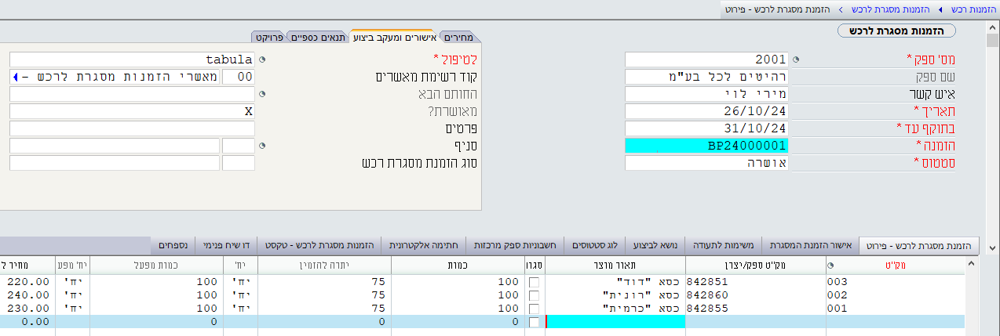 הזמנות רכש ‹ הזמנות מסגרת לרכש ‹ הזמנת מסגרת לרכש - פירוט
הזמנות מסגרת לרכש
מס' ספק * 2001
שם ספק רהיטים לכל בע"מ
איש קשר מירי לוי
תאריך * 26/10/24
בתוקף עד * 31/10/24
הזמנה * BP24000001
סטטוס * אושרה
מחירים אישורים ומעקב ביצוע תנאים כספיים פרויקט
לטיפול * tabula
קוד רשימת מאשרים 00 מאשרי הזמנות מסגרת לרכש -
החותם הבא
מאושרת? X
פרטים
סניף
סוג הזמנת מסגרת רכש
הזמנת מסגרת לרכש - פירוט אישור הזמנת המסגרת משימות לתעודה נושא לביצוע לוג סטטוסים חשבוניות ספק מרכזות חתימה אלקטרונית הזמנות מסגרת לרכש - טקסט דו שיח פנימי נספחים
מק"ט מק"ט ספק/יצרן תאור מוצר סגרו כמות יתרה להזמין יח' כמות מפעל יח' מפע מחיר ל
003 842851 כסא "דוד" 100 75 יח' 100 יח' 220.00
002 842860 כסא "רונית" 100 75 יח' 100 יח' 240.00
001 842855 כסא "כרמית" 100 75 יח' 100 יח' 230.00
0 0 0 0.00